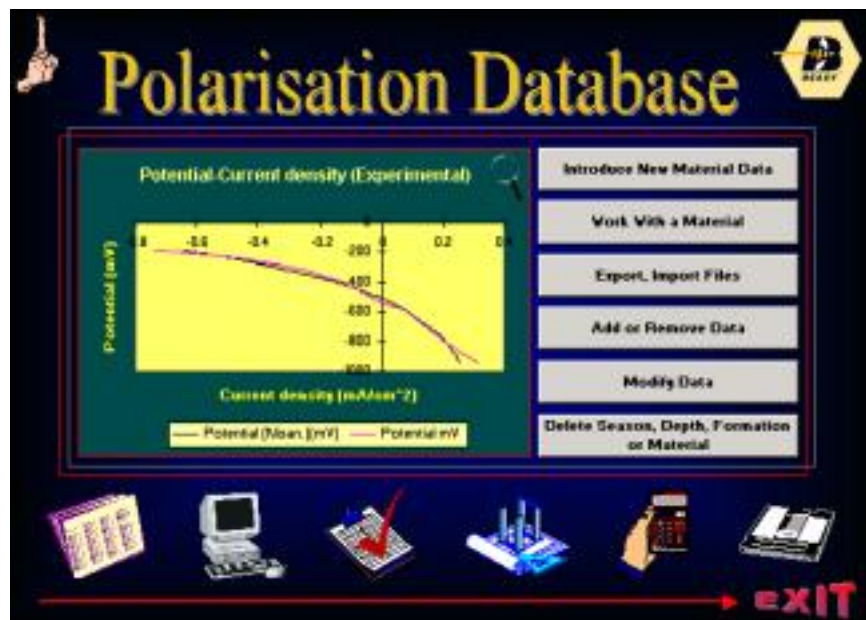 Polarisation Database
BEASY
Potential-Current density (Experimental)
0
-0.8 -0.6 -0.4 -0.2 0 0.2 0.4
-200
-400
-600
-800
-1000
Potential (mV)
Current density (mA/cm^2)
Potential (Mean.)(mV) Potential mV
Introduce New Material Data
Work With a Material
Export, Import Files
Add or Remove Data
Modify Data
Delete Season, Depth, Formation
or Material
EXIT